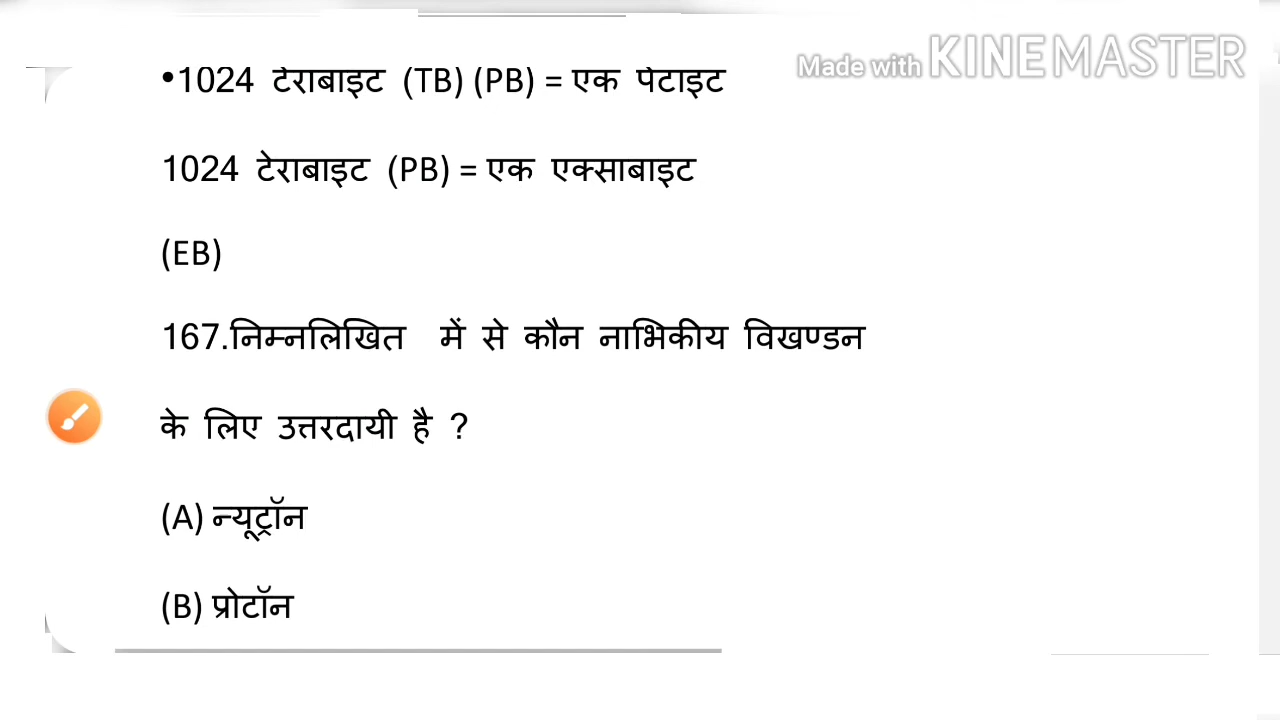 Made with KINEMASTER
•1024 टेराबाइट (TB) (PB) = एक पेटाइट
1024 टेराबाइट (PB) = एक एक्साबाइट
(EB)
167.निम्नलिखित में से कौन नाभिकीय विखण्डन
के लिए उत्तरदायी है ?
(A) न्यूट्रॉन
(B) प्रोटॉन